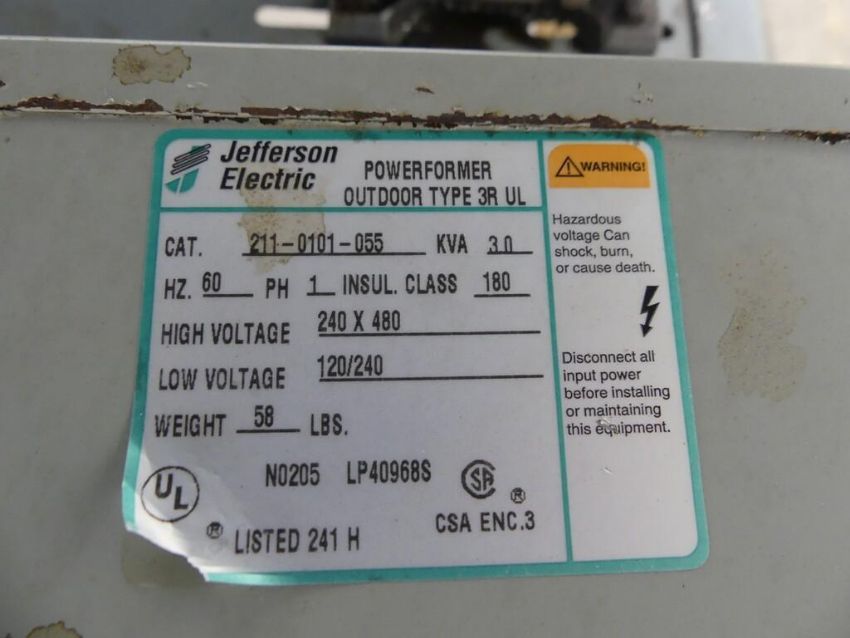 Jefferson
Electric
POWERFORMER
OUTDOOR TYPE 3R UL
CAT. 211-0101-055 KVA 3.0
HZ. 60 PH 1 INSUL. CLASS 180
HIGH VOLTAGE 240 X 480
LOW VOLTAGE 120/240
WEIGHT 58 LBS.
N0205 LP40968S
UL
® LISTED 241 H
SA ®
CSA ENC.3
WARNING!
Hazardous
voltage Can
shock, burn,
or cause death.
Disconnect all
input power
before installing
or maintaining
this equipment.